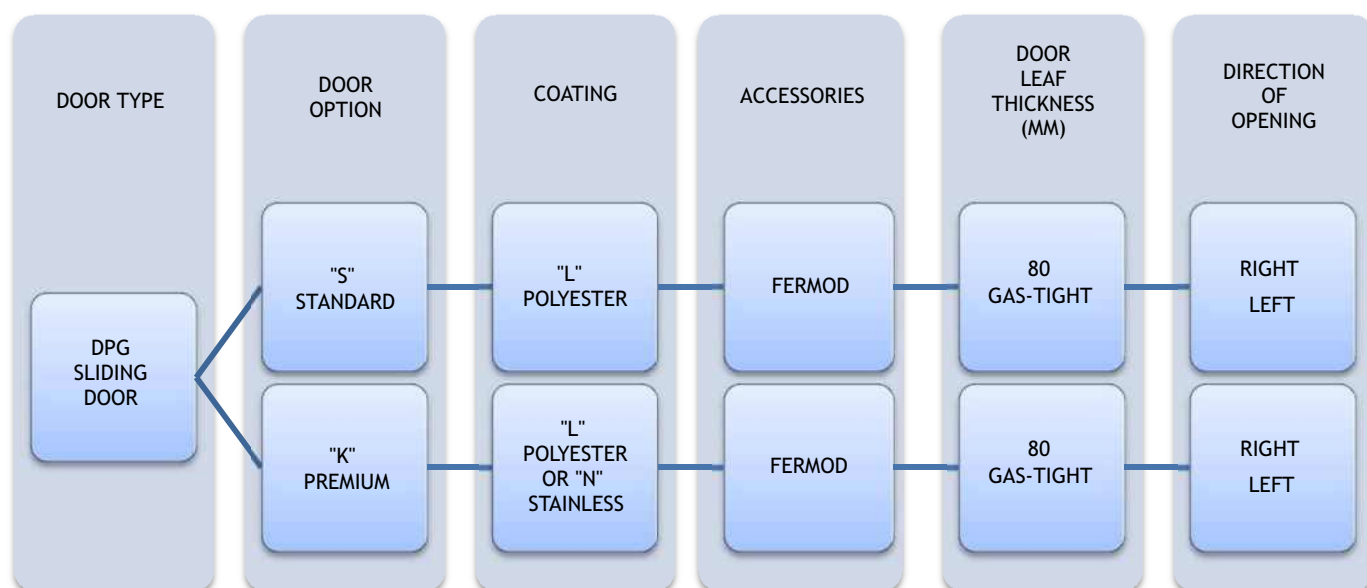 DOOR TYPE
DOOR
OPTION
COATING
ACCESSORIES
DOOR
LEAF
THICKNESS
(MM)
DIRECTION
OF
OPENING
DPG
SLIDING
DOOR
"S"
STANDARD
"L"
POLYESTER
FERMOD
80
GAS-TIGHT
RIGHT
LEFT
"K"
PREMIUM
"L"
POLYESTER
OR "N"
STAINLESS
FERMOD
80
GAS-TIGHT
RIGHT
LEFT